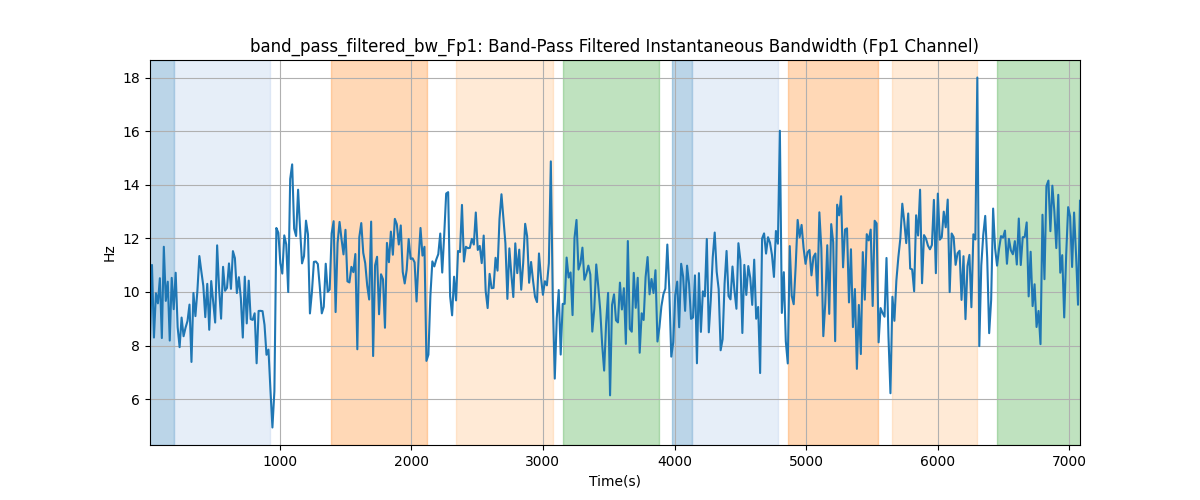 band_pass_filtered_bw_Fp1: Band-Pass Filtered Instantaneous Bandwidth (Fp1 Channel)
18
16
14
12
10
8
6
Hz
1000 2000 3000 4000 5000 6000 7000
Time(s)